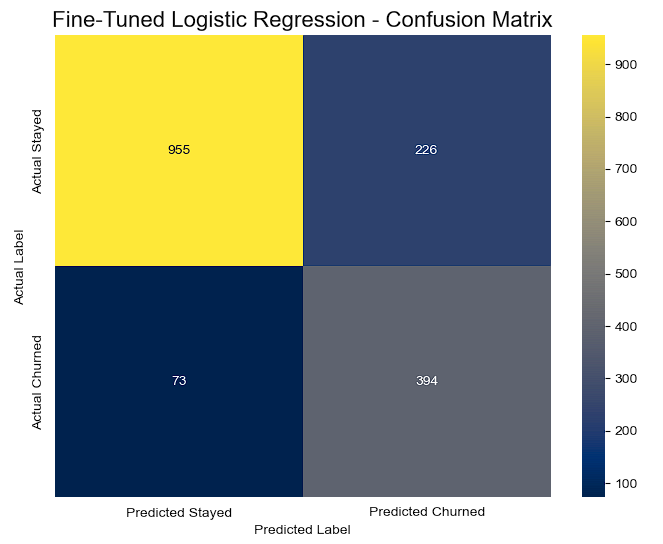 Fine-Tuned Logistic Regression - Confusion Matrix
Actual Label
Actual Stayed
955
226
Actual Churned
73
394
Predicted Stayed
Predicted Churned
Predicted Label
900
800
700
600
500
400
300
200
100